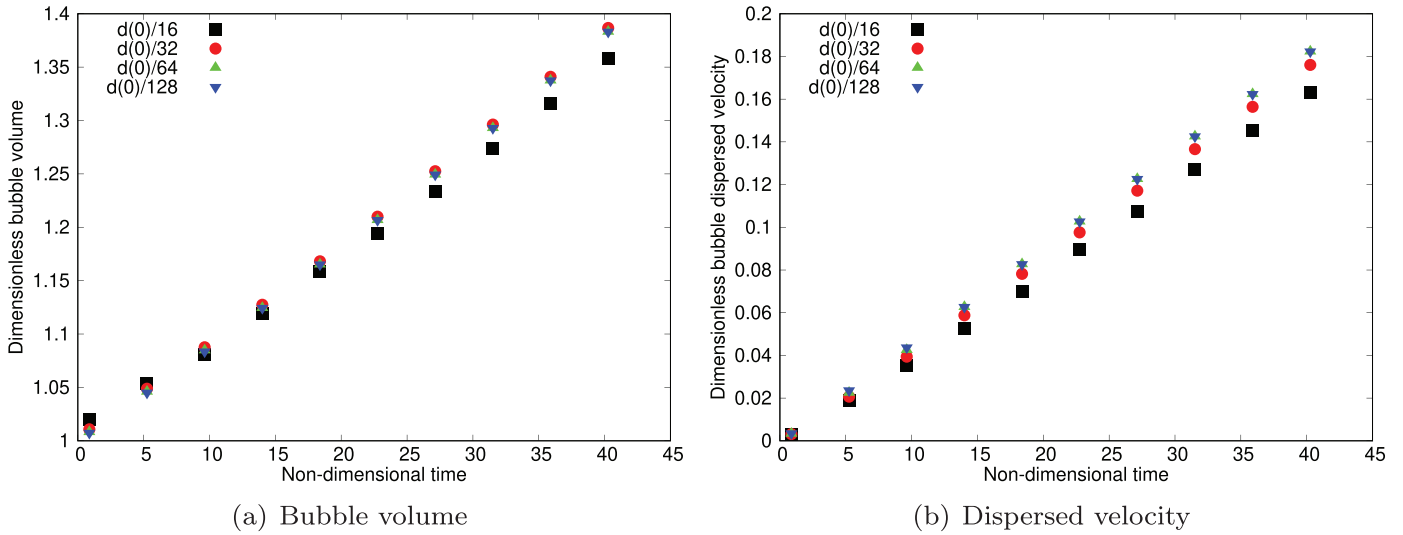 Dimensionless bubble volume
1.4
1.35
1.3
1.25
1.2
1.15
1.1
1.05
1
d(0)/16
d(0)/32
d(0)/64
d(0)/128
0 5 10 15 20 25 30 35 40 45
Non-dimensional time
(a) Bubble volume
Dimensiionless bubble dispersed velocity
0.2
0.18
0.16
0.14
0.12
0.1
0.08
0.06
0.04
0.02
0
d(0)/16
d(0)/32
d(0)/64
d(0)/128
0 5 10 15 20 25 30 35 40 45
Non-dimensional time
(b) Dispersed velocity